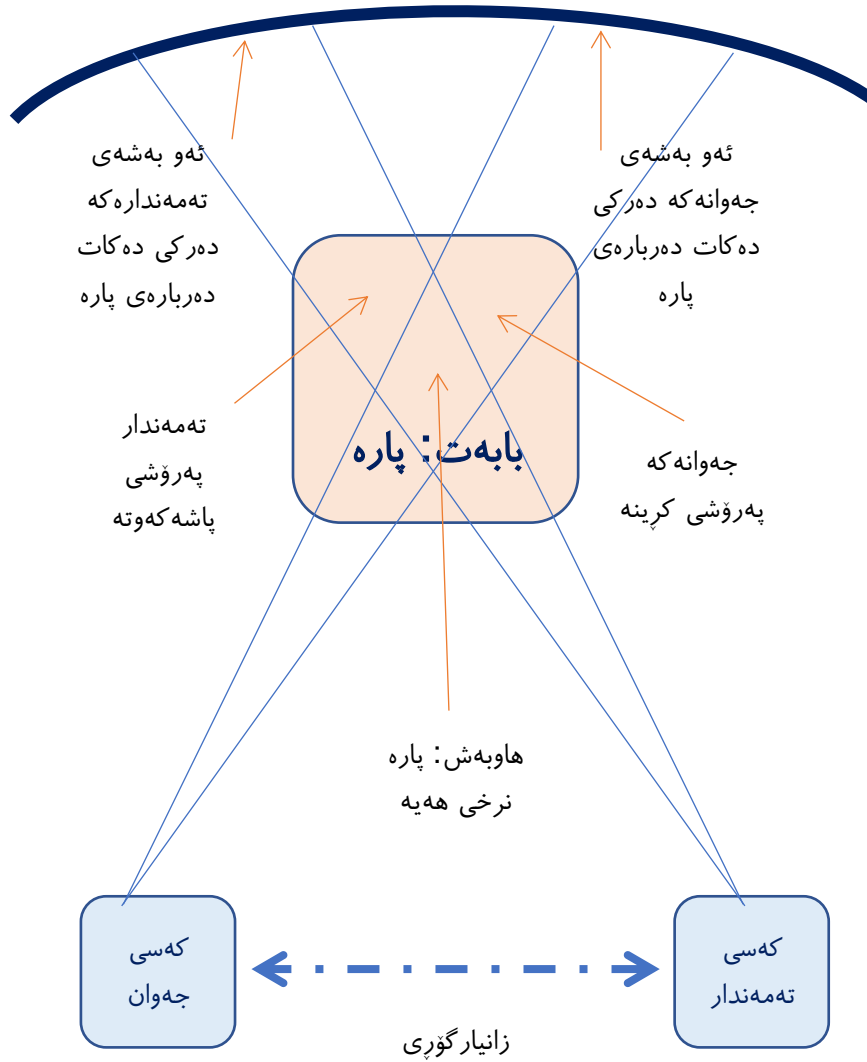 ئەو بەشەی
جەوانەکە دەرکی
دەکات دەربارەی
پارە
ئەو بەشەی
تەمەندارەکە
دەرکی دەکات
دەربارەی پارە
جەوانەکە
پەرۆشی کڕینە
بابەت: پارە
تەمەندار
پەرۆشی
پاشەکەوتە
هاوبەش: پارە
نرخی هەیە
کەسی
تەمەندار
کەسی
جەوان
زانیارگۆڕی